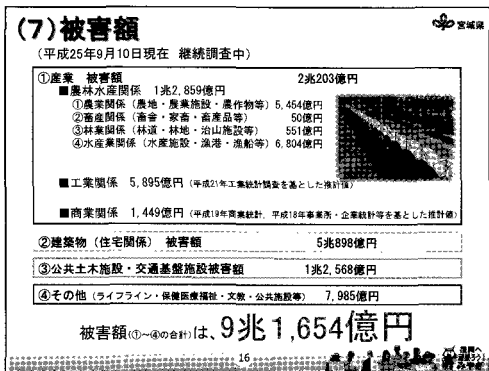 (7)被害額
宮城県
(平成25年9月10日現在 継続調査中)
①産業 被害額 2兆203億円
■農林水産関係 1兆2,859億円
①農業関係(農地・農業施設・農作物等)5,454億円
②畜産関係(畜舎・家畜・畜産品等) 50億円
③林業関係(林道・林地・治山施設等) 551億円
④水産業関係(水産施設・漁港・漁船等)6,804億円
■工業関係 5,895億円(平成21年工業統計調査を基とした推計値)
■商業関係 1,449億円(平成19年商業統計、平成18年事業所・企業統計等を基とした推計値)
②建築物(住宅関係) 被害額 5兆898億円
③公共土木施設・交通基盤施設被害額 1兆2,568億円
④その他(ライフライン・保健医療福祉・文教・公共施設等) 7,985億円
被害額(①~④の合計)は、9兆1,654億円
16
復興へ
みやぎ